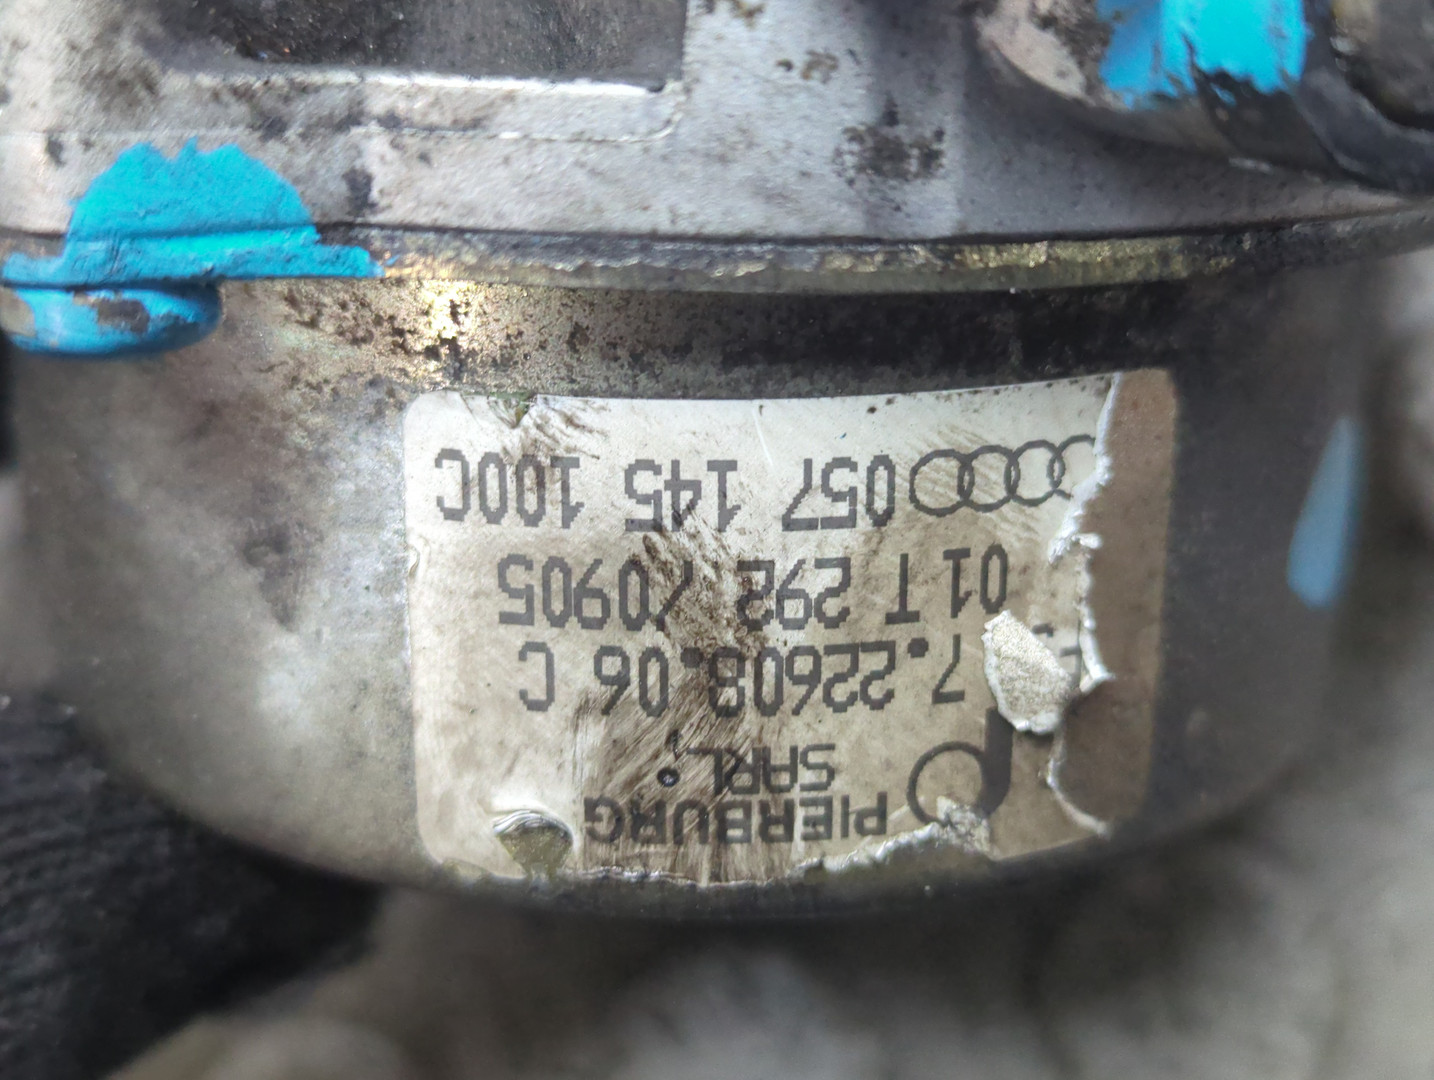 PIERBURG
SARL
7.22608.06 C
01T 292 /0905
057 145 100C